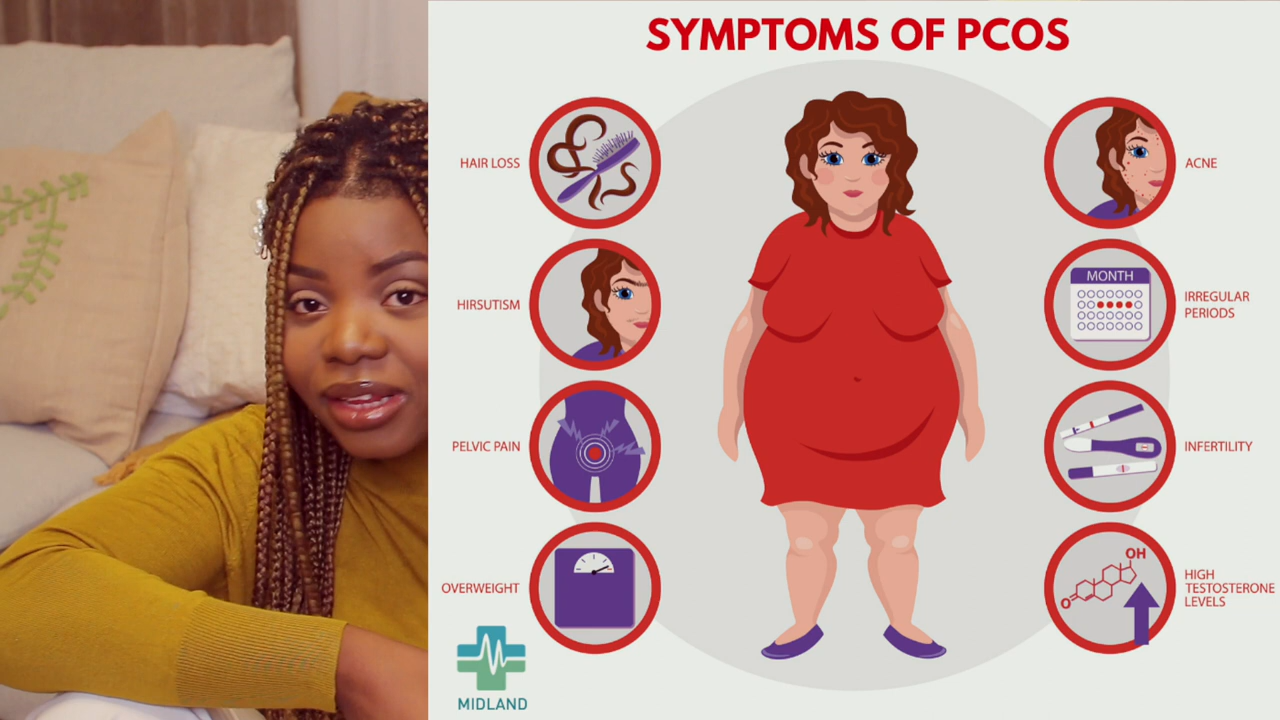 SYMPTOMS OF PCOS
HAIR LOSS
HIRSUTISM
PELVIC PAIN
OVERWEIGHT
ACNE
MONTH
IRREGULAR
PERIODS
INFERTILITY
OH
O
HIGH
TESTOSTERONE
LEVELS
MIDLAND